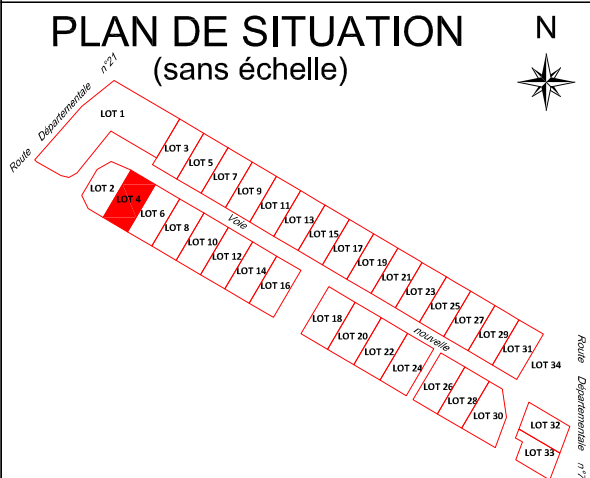 PLAN DE SITUATION
(sans échelle)
N
Route Départementale n°21
LOT 1
LOT 3
LOT 5
LOT 7
LOT 9
LOT 11
LOT 13
LOT 15
LOT 17
LOT 19
LOT 21
LOT 23
LOT 25
LOT 27
LOT 29
LOT 31
LOT 34
Voie
nouvelle
LOT 2
LOT 4
LOT 6
LOT 8
LOT 10
LOT 12
LOT 14
LOT 16
LOT 18
LOT 20
LOT 22
LOT 24
LOT 26
LOT 28
LOT 30
LOT 32
LOT 33
Route Départementale